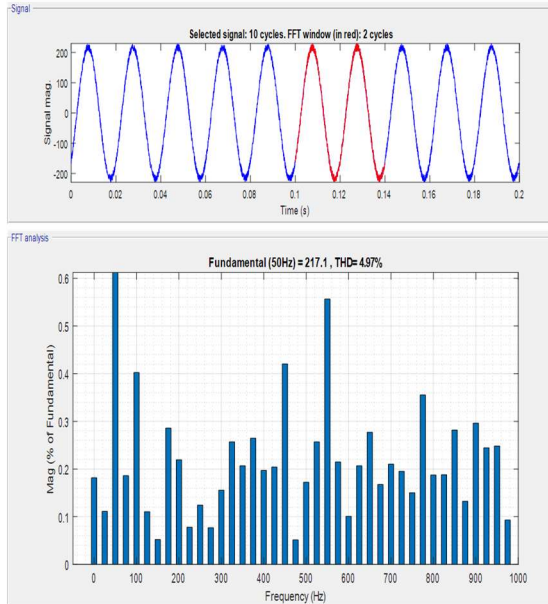 Signal
Selected signal: 10 cycles. FFT window (in red): 2 cycles
200
100
0
-100
-200
Signal mag.
0 0.02 0.04 0.06 0.08 0.1 0.12 0.14 0.16 0.18 0.2
Time (s)
FFT analysis
Fundamental (50Hz) = 217.1 , THD= 4.97%
0.6
0.5
0.4
0.3
0.2
0.1
0
Mag (% of Fundamental)
0 100 200 300 400 500 600 700 800 900 1000
Frequency (Hz)